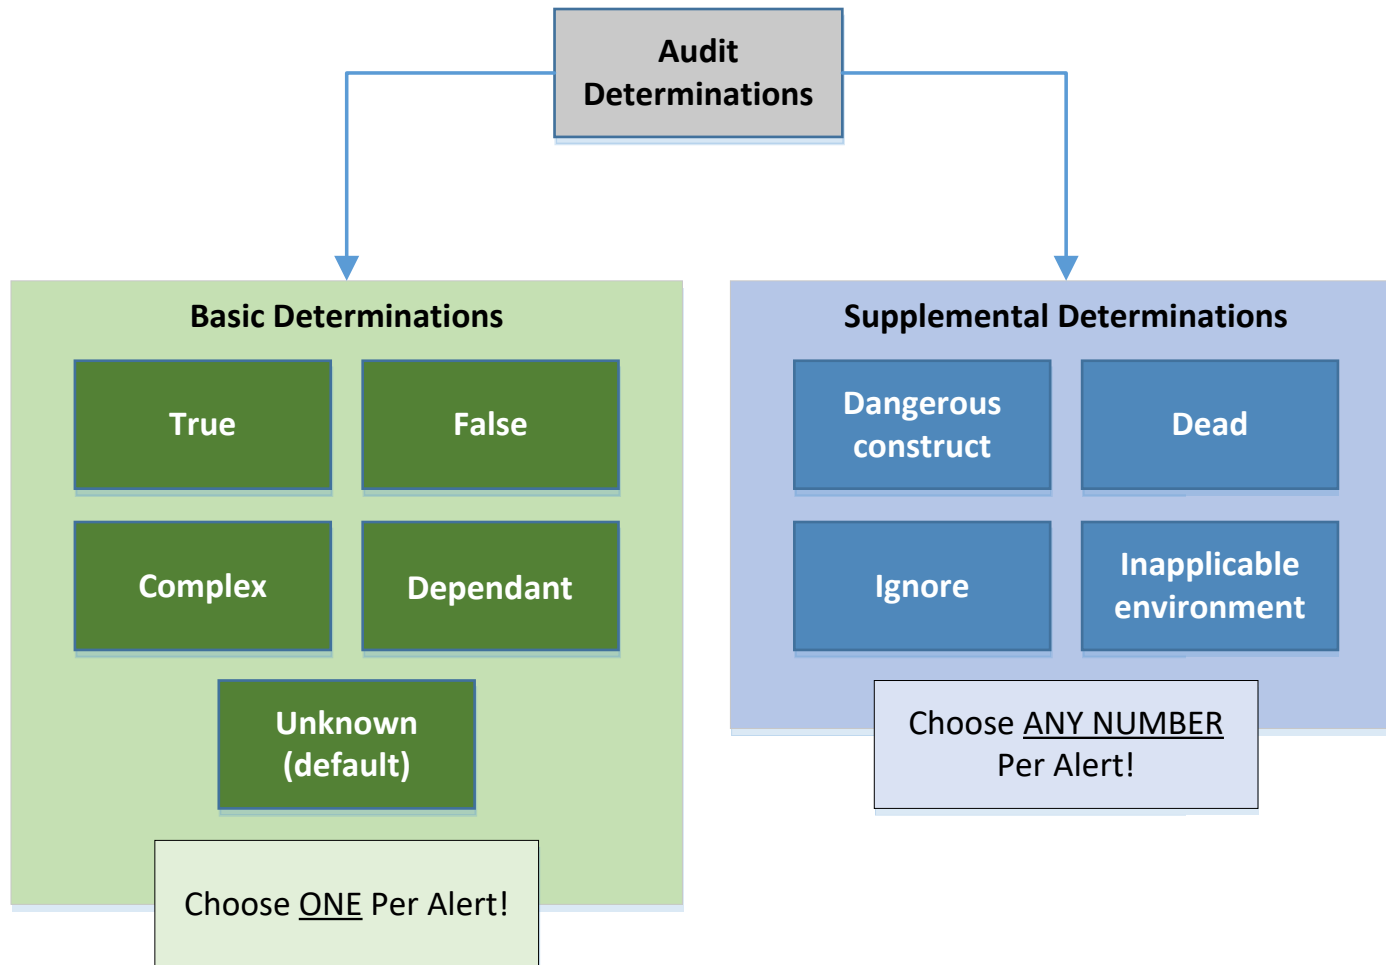 Audit
Determinations
Basic Determinations
True
False
Complex
Dependant
Unknown
(default)
Choose ONE Per Alert!
Supplemental Determinations
Dangerous
construct
Dead
Ignore
Inapplicable
environment
Choose ANY NUMBER
Per Alert!